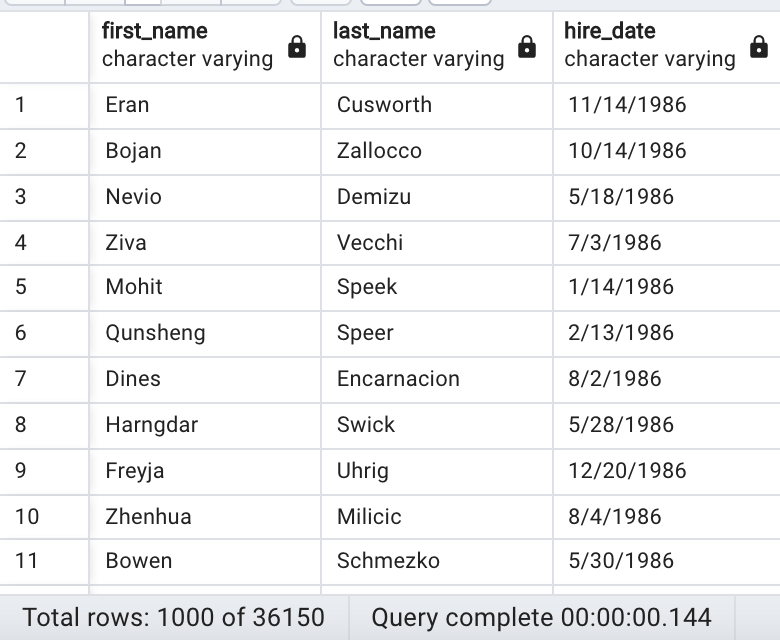 first_name last_name hire_date
character varying character varying character varying
1 Eran Cusworth 11/14/1986
2 Bojan Zallocco 10/14/1986
3 Nevio Demizu 5/18/1986
4 Ziva Vecchi 7/3/1986
5 Mohit Speek 1/14/1986
6 Qunsheng Speer 2/13/1986
7 Dines Encarnacion 8/2/1986
8 Harngdar Swick 5/28/1986
9 Freyja Uhrig 12/20/1986
10 Zhenhua Milicic 8/4/1986
11 Bowen Schmezko 5/30/1986
Total rows: 1000 of 36150 Query complete 00:00:00.144